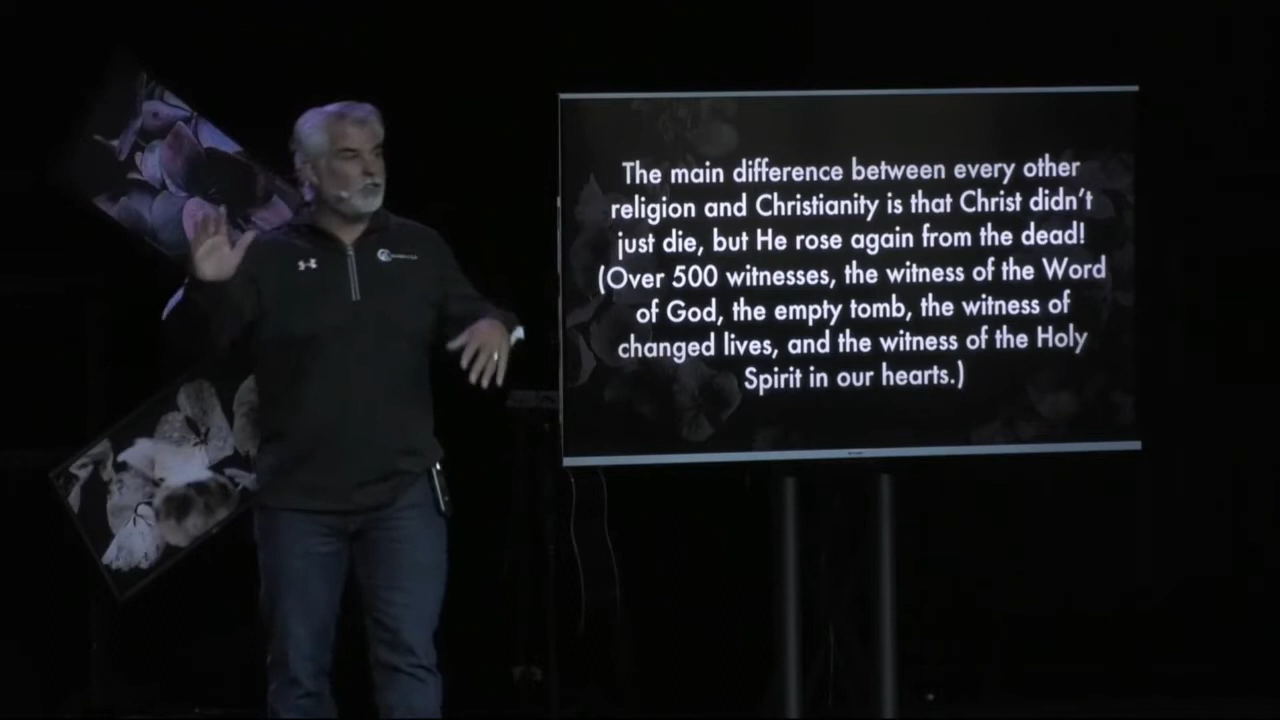 The main difference between every other
religion and Christianity is that Christ didn't
just die, but He rose again from the dead!
(Over 500 witnesses, the witness of the Word
of God, the empty tomb, the witness of
changed lives, and the witness of the Holy
Spirit in our hearts.)